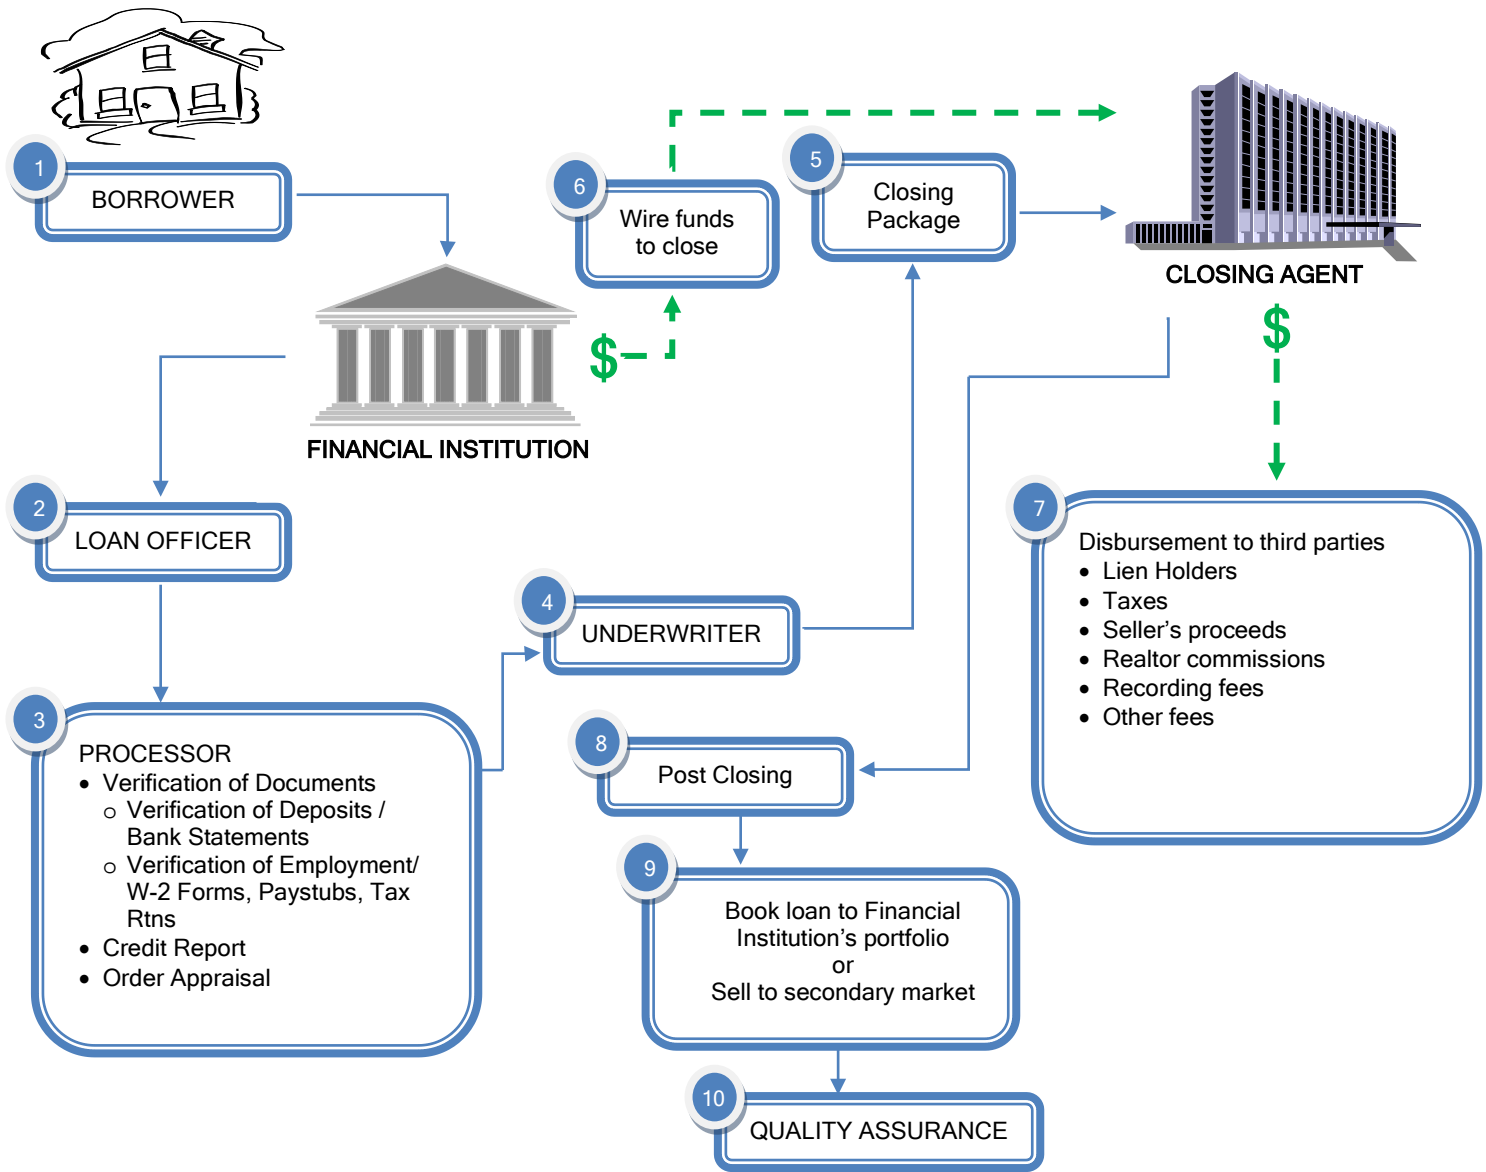 1
BORROWER
FINANCIAL INSTITUTION
$
2
LOAN OFFICER
3
PROCESSOR
• Verification of Documents
o Verification of Deposits /
Bank Statements
o Verification of Employment/
W-2 Forms, Paystubs, Tax
Rtns
• Credit Report
• Order Appraisal
4
UNDERWRITER
5
Closing
Package
6
Wire funds
to close
CLOSING AGENT
$
7
Disbursement to third parties
• Lien Holders
• Taxes
• Seller’s proceeds
• Realtor commissions
• Recording fees
• Other fees
8
Post Closing
9
Book loan to Financial
Institution’s portfolio
or
Sell to secondary market
10
QUALITY ASSURANCE